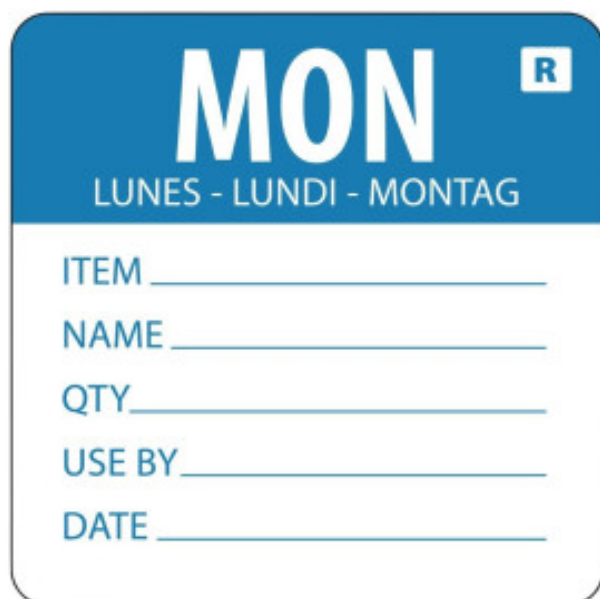 MON
R
LUNES - LUNDI - MONTAG
ITEM
NAME
QTY
USE BY
DATE